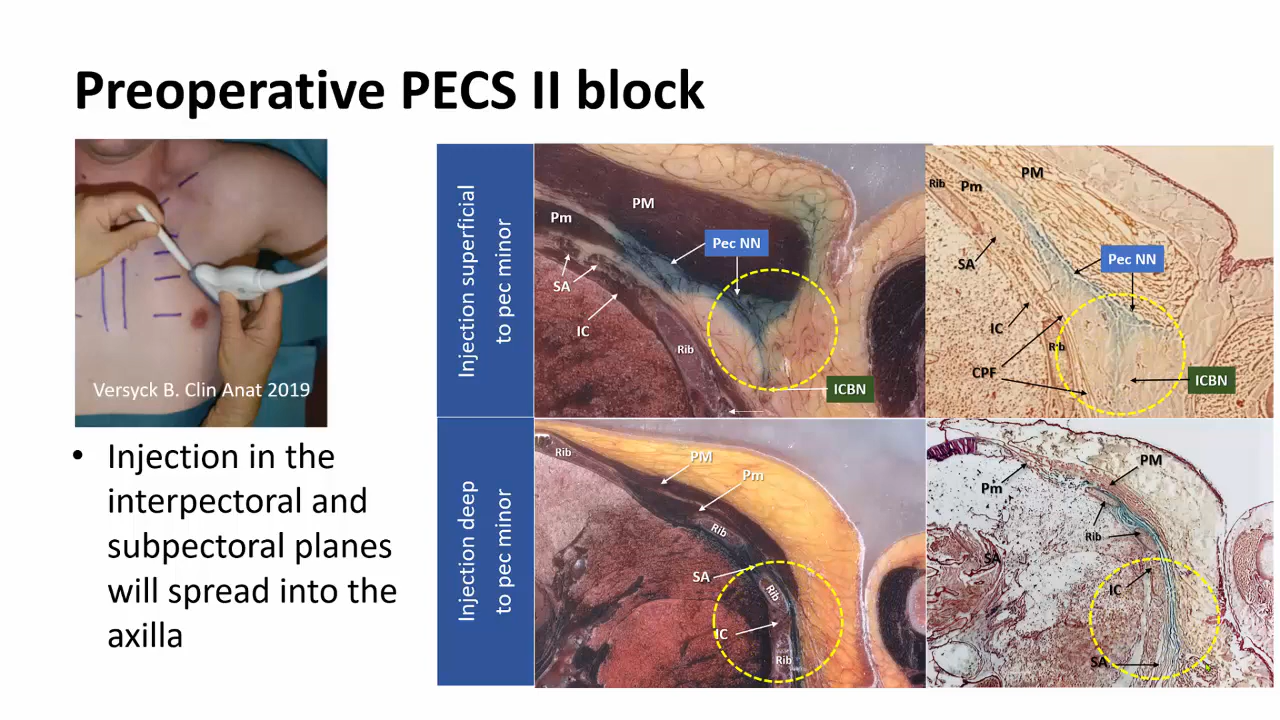 Preoperative PECS II block
Versyck B. Clin Anat 2019
• Injection in the
interpectoral and
subpectoral planes
will spread into the
axilla
Injection superficial
to pec minor
Pm
PM
Pec NN
SA
IC
Rib
ICBN
Rib
Pm
PM
SA
Pec NN
IC
Rib
CPF
ICBN
Injection deep
to pec minor
Rib
PM
Pm
Rib
SA
Rib
IC
Rib
PM
Pm
Rib
SA
IC
SA